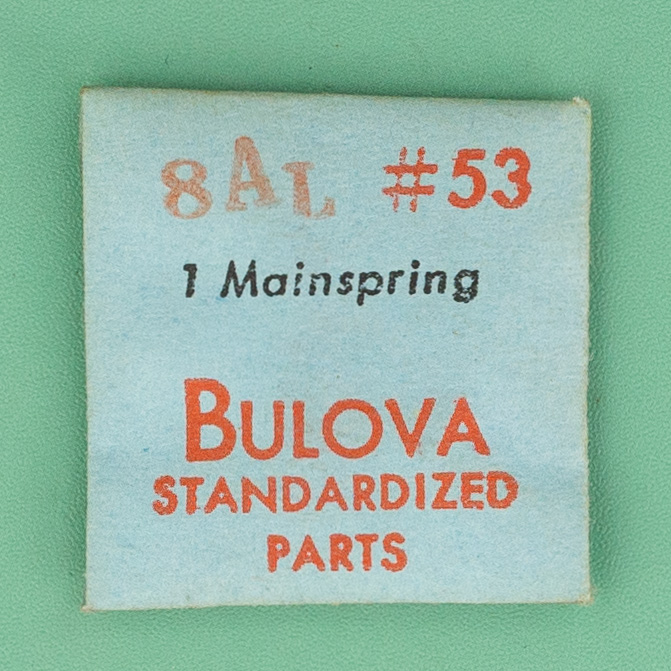 8AL #53
1 Mainspring
BULOVA
STANDARDIZED
PARTS